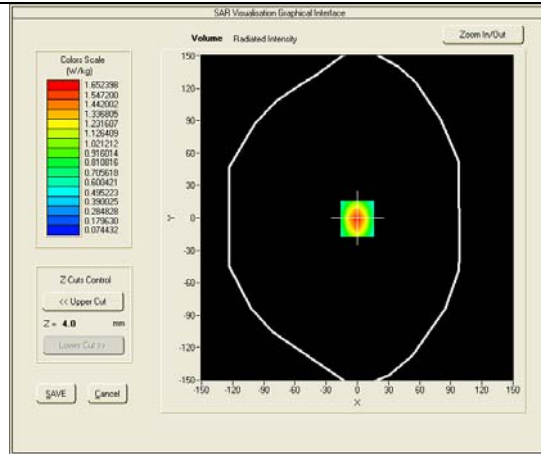 SAR Visualisation Graphical Interface
Volume Radiated Intensity
Zoom In/Out
Colors Scale
(W/kg)
1.652398
1.547200
1.442002
1.336805
1.231607
1.126409
1.021212
0.916014
0.810816
0.705618
0.600421
0.495223
0.390025
0.284828
0.179630
0.074432
150
120
90
60
30
0
-30
-60
-90
-120
-150
Y
-150 -120 -90 -60 -30 0 30 60 90 120 150
X
Z Cuts Control
<< Upper Cut
Z = 4.0 mm
Lower Cut >>
SAVE Cancel